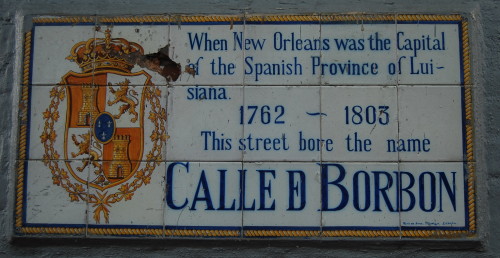 When New Orleans was the Capital
of the Spanish Province of Lui-
siana.
1762 ~ 1803
This street bore the name
CALLE D BORBON